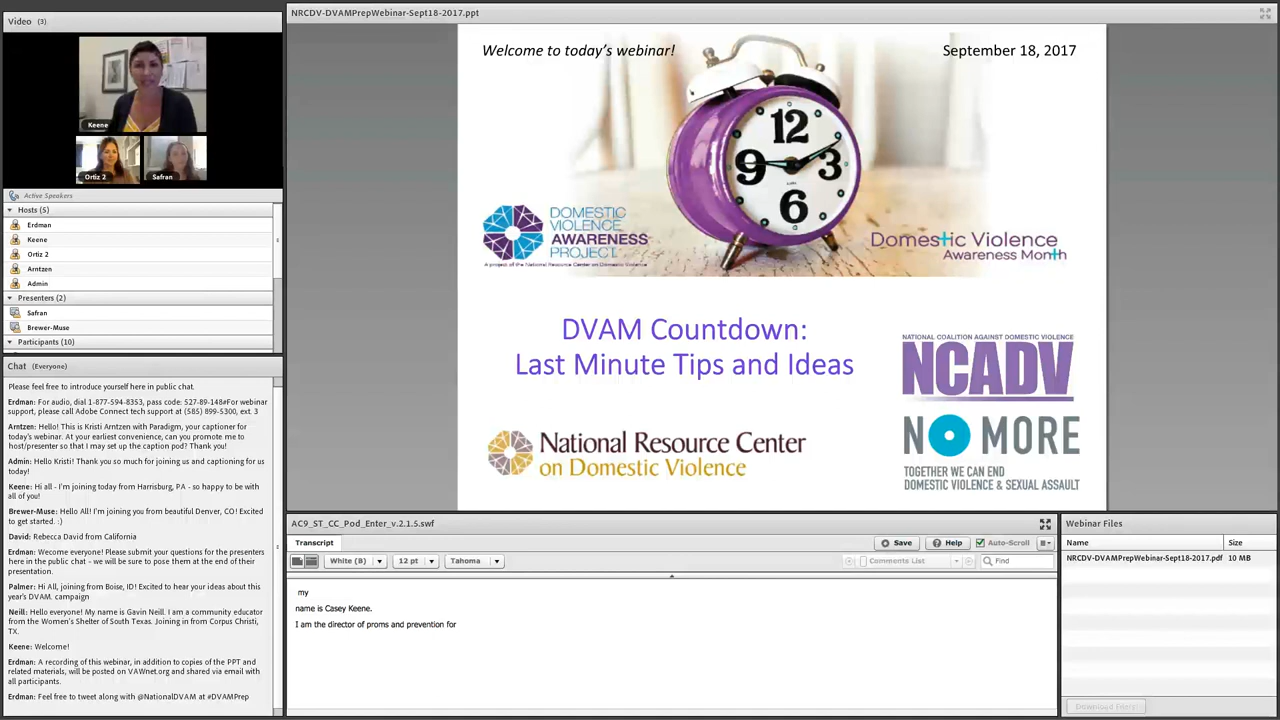 Video (3)
Keene
Ortiz 2
Safran
Active Speakers
Hosts (5)
Erdman
Keene
Ortiz 2
Arntzen
Admin
Presenters (2)
Safran
Brewer-Muse
Participants (10)
Chat (Everyone)
Please feel free to introduce yourself here in public chat.
Erdman: For audio, dial 1-877-594-8353, pass code: 527-89-148#For webinar
support, please call Adobe Connect tech support at (585) 899-5300, ext. 3
Arntzen: Hello! This is Kristi Arntzen with Paradigm, your captioner for
today's webinar. At your earliest convenience, can you promote me to
host/presenter so that I may set up the caption pod? Thank you!
Admin: Hello Kristi! Thank you so much for joining us and captioning for us
today!
Keene: Hi all - I'm joining today from Harrisburg, PA - so happy to be with
all of you!
Brewer-Muse: Hello All! I'm joining you from beautiful Denver, CO! Excited
to get started. :)
David: Rebecca David from California
Erdman: Wecome everyone! Please submit your questions for the presenters
here in the public chat - we will be sure to pose them at the end of their
presentation.
Palmer: Hi All, joining from Boise, ID! Excited to hear your ideas about this
year's DVAM. campaign
Neill: Hello everyone! My name is Gavin Neill. I am a community educator
from the Women's Shelter of South Texas. Joining in from Corpus Christi,
TX.
Keene: Welcome!
Erdman: A recording of this webinar, in addition to copies of the PPT and
related materials, will be posted on VAWnet.org and shared via email with
all participants.
Erdman: Feel free to tweet along with @NationalDVAM at #DVAMPrep
NRCDV-DVAMPrepWebinar-Sept18-2017.ppt
Welcome to today's webinar!
September 18, 2017
12
9
3
6
DOMESTIC
VIOLENCE
AWARENESS
PROJECT
A project of the National Resource Center on Domestic Violence
Domestic Violence
Awareness Month
DVAM Countdown:
Last Minute Tips and Ideas
NATIONAL COALITION AGAINST DOMESTIC VIOLENCE
NCADV
National Resource Center
on Domestic Violence
NO MORE
TOGETHER WE CAN END
DOMESTIC VIOLENCE & SEXUAL ASSAULT
AC9_ST_CC_Pod_Enter_v.2.1.5.swf
Transcript
Save
Help
Auto-Scroll
White (B)
12 pt
Tahoma
Comments List
Find
my
name is Casey Keene.
I am the director of proms and prevention for
Webinar Files
Name
Size
NRCDV-DVAMPrepWebinar-Sept18-2017.pdf
10 MB
Download File(s)